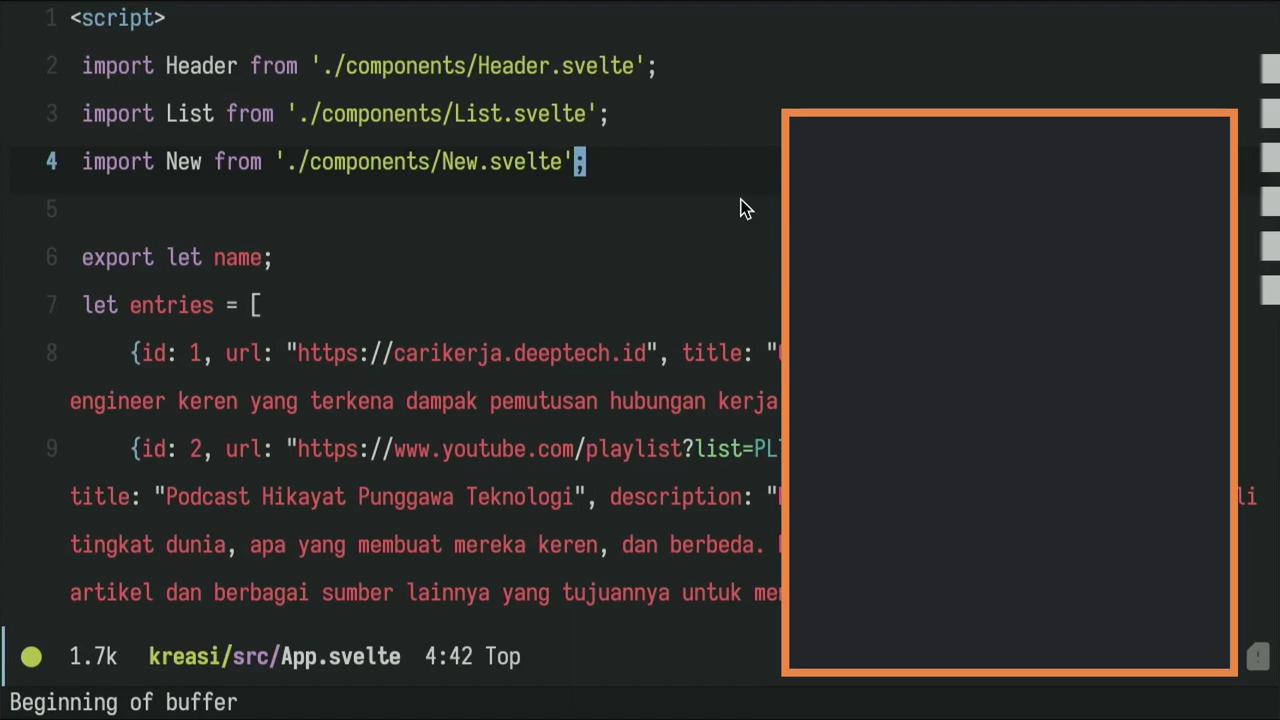 1 <script>
2 import Header from './components/Header.svelte';
3 import List from './components/List.svelte';
4 import New from './components/New.svelte';
5
6 export let name;
7 let entries = [
8 {id: 1, url: "https://carikerja.deeptech.id", title: "
engineer keren yang terkena dampak pemutusan hubungan kerja
9 {id: 2, url: "https://www.youtube.com/playlist?list=PL
title: "Podcast Hikayat Punggawa Teknologi", description: " li
tingkat dunia, apa yang membuat mereka keren, dan berbeda.
artikel dan berbagai sumber lainnya yang tujuannya untuk
1.7k kreasi/src/App.svelte 4:42 Top
Beginning of buffer